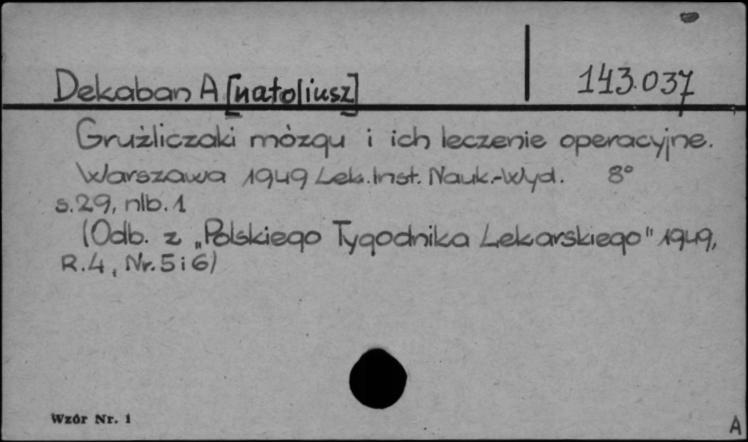 Dekaban A [natoliusz] 143.037
Gruźliczaki mózgu i ich leczenie operacyjne.
Warszawa 1949 Lek. Inst. Nauk.-Wyd. 8°
s. 29, nlb. 1
(Odb. z „Polskiego Tygodnika Lekarskiego" 1949,
R. 4, Nr. 5 i 6)
Wzór Nr. 1
A